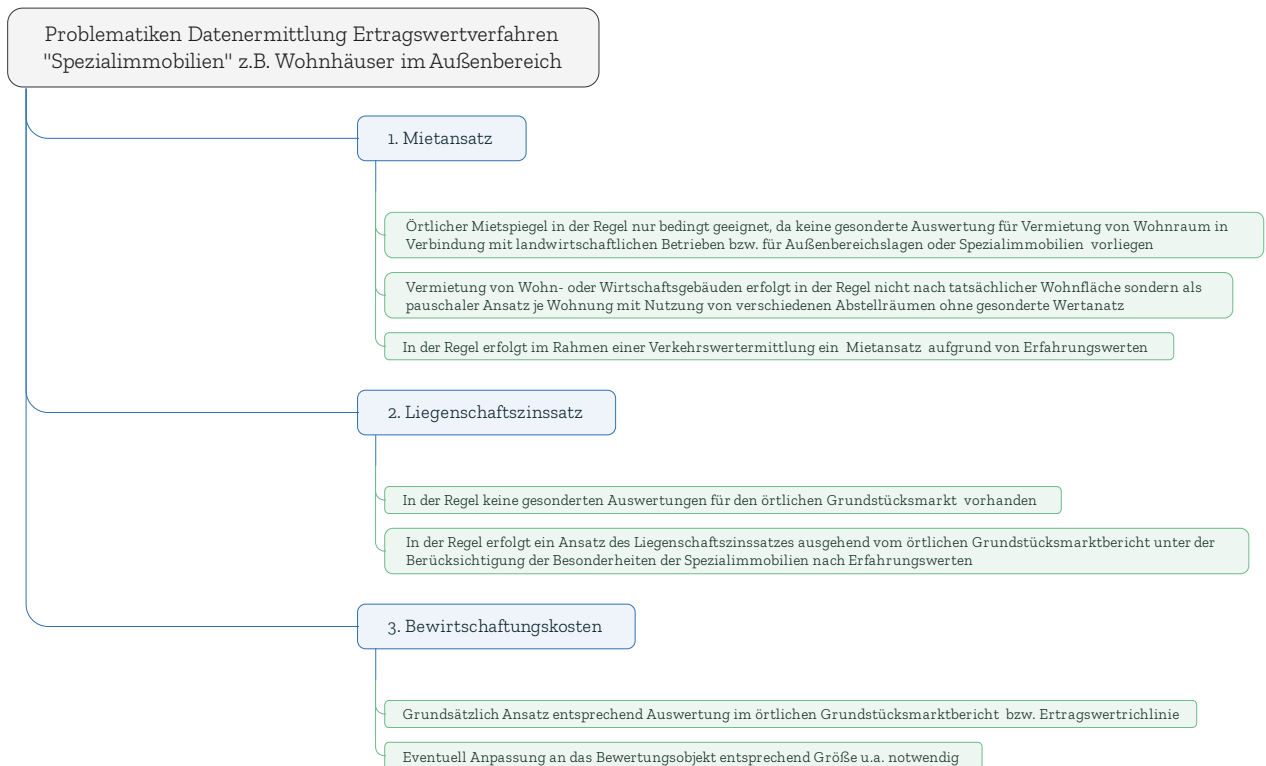 Problematiken Datenermittlung Ertragswertverfahren
"Spezialimmobilien" z.B. Wohnhäuser im Außenbereich
1. Mietansatz
Örtlicher Mietspiegel in der Regel nur bedingt geeignet, da keine gesonderte Auswertung für Vermietung von Wohnraum in
Verbindung mit landwirtschaftlichen Betrieben bzw. für Außenbereichslagen oder Spezialimmobilien vorliegen
Vermietung von Wohn- oder Wirtschaftsgebäuden erfolgt in der Regel nicht nach tatsächlicher Wohnfläche sondern als
pauschaler Ansatz je Wohnung mit Nutzung von verschiedenen Abstellräumen ohne gesonderte Wertanatz
In der Regel erfolgt im Rahmen einer Verkehrswertermittlung ein Mietansatz aufgrund von Erfahrungswerten
2. Liegenschaftszinssatz
In der Regel keine gesonderten Auswertungen für den örtlichen Grundstücksmarkt vorhanden
In der Regel erfolgt ein Ansatz des Liegenschaftszinssatzes ausgehend vom örtlichen Grundstücksmarktbericht unter der
Berücksichtigung der Besonderheiten der Spezialimmobilien nach Erfahrungswerten
3. Bewirtschaftungskosten
Grundsätzlich Ansatz entsprechend Auswertung im örtlichen Grundstücksmarktbericht bzw. Ertragswertrichlinie
Eventuell Anpassung an das Bewertungsobjekt entsprechend Größe u.a. notwendig